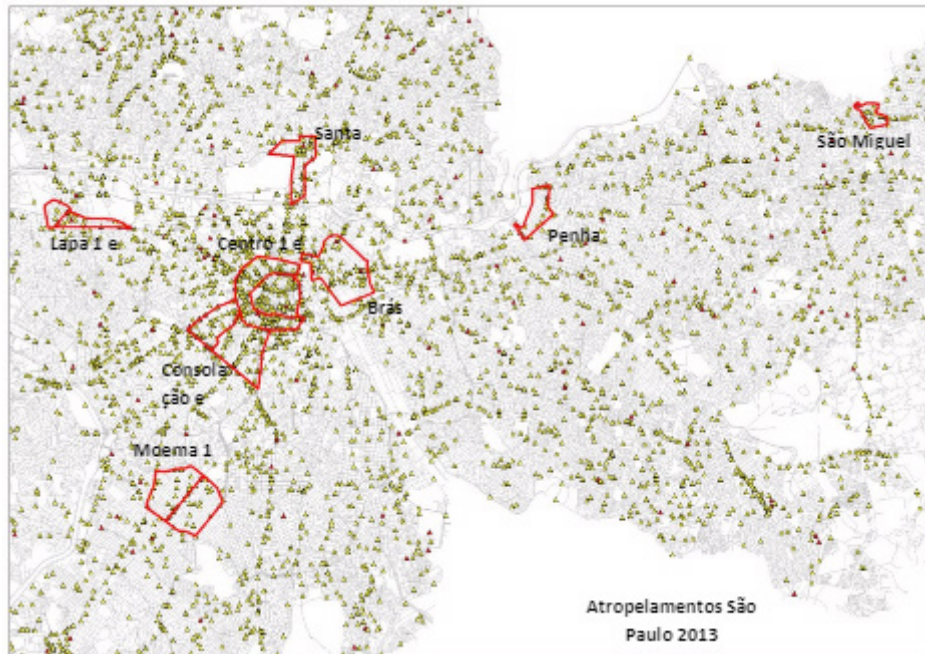 Santa
São Miguel
Lapa 1 e
Centro 1 e
Penha
Brás
Consola
ção e
Moema 1
Atropelamentos São
Paulo 2013